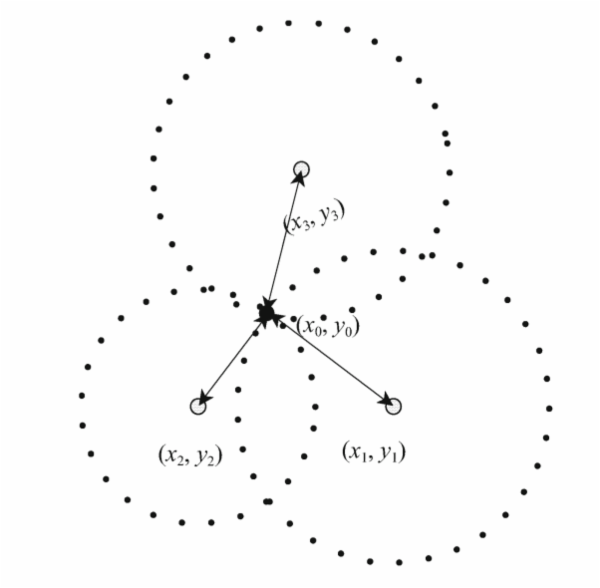 (x₃, y₃)
(x₀, y₀)
(x₂, y₂)
(x₁, y₁)